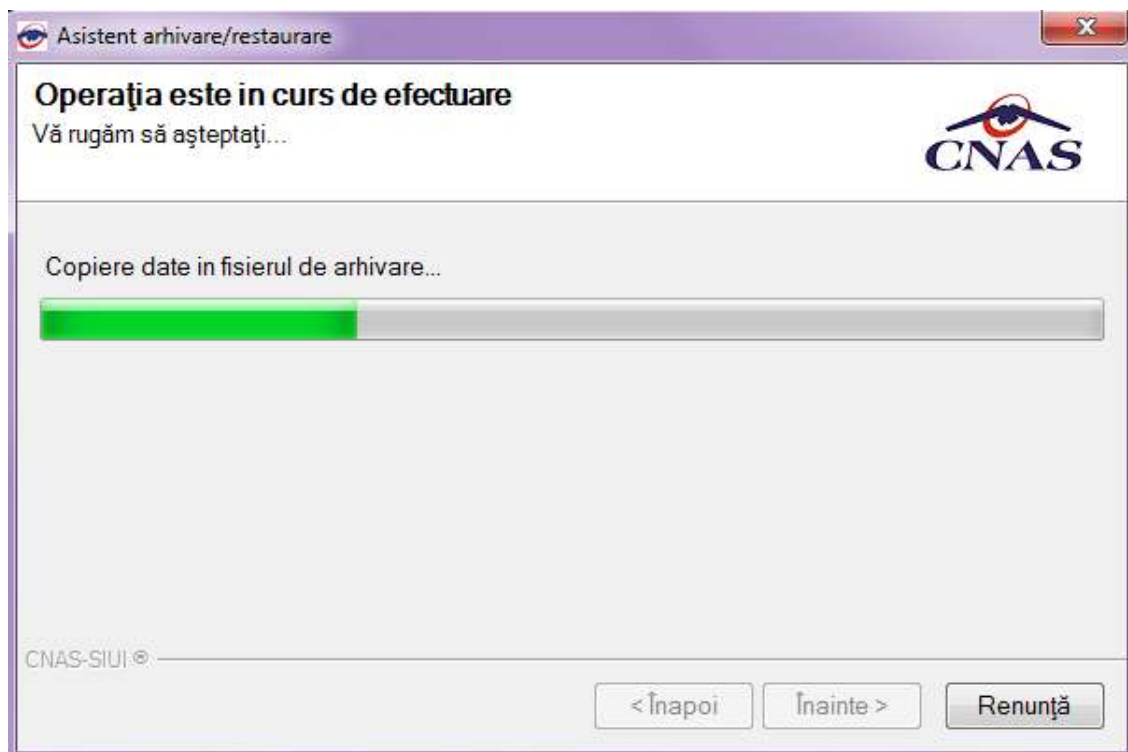 Asistent arhivare/restaurare
Operaţia este in curs de efectuare
Vă rugăm să aşteptaţi...
CNAS
Copiere date in fisierul de arhivare...
CNAS-SIUI ®
< Înapoi
Înainte >
Renunţă